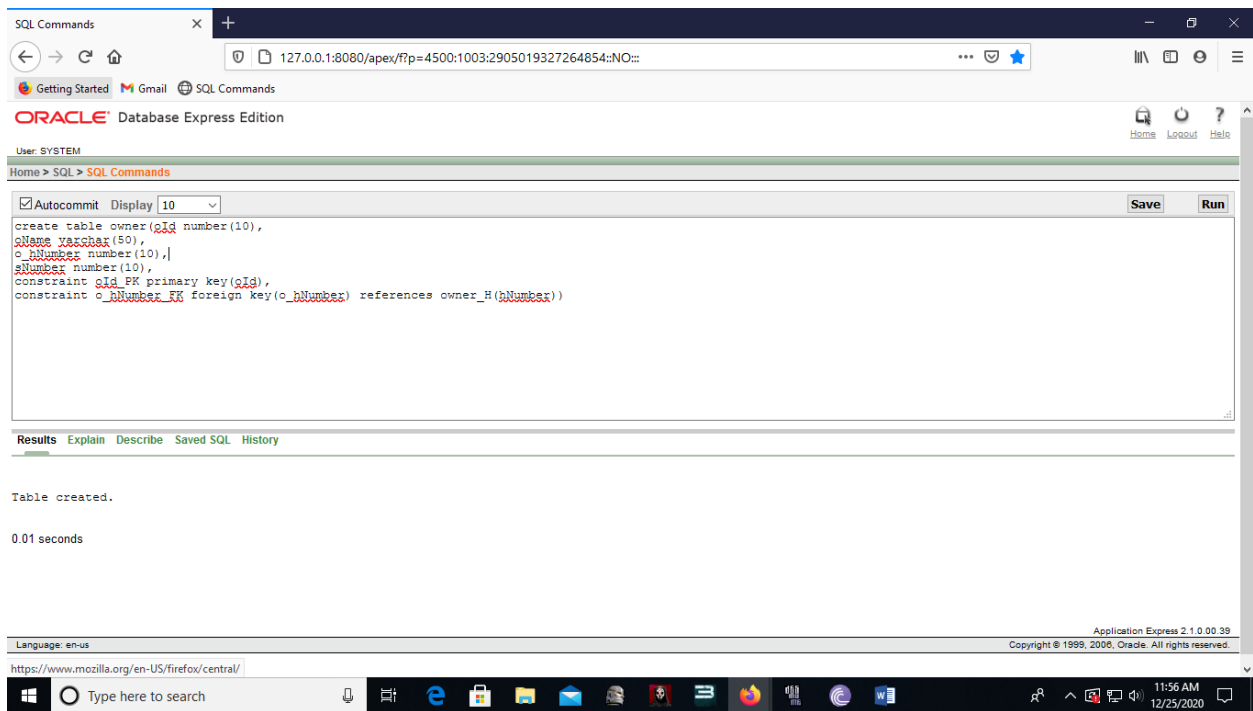 SQL Commands
127.0.0.1:8080/apex/f?p=4500:1003:2905019327264854::NO:::
Getting Started Gmail SQL Commands
ORACLE Database Express Edition
Home Logout Help
User: SYSTEM
Home > SQL > SQL Commands
Autocommit Display 10 Save Run
create table owner(oId number(10),
oName varchar(50),
o_hNumber number(10),
sNumber number(10),
constraint oId_PK primary key(oId),
constraint o_hNumber_FK foreign key(o_hNumber) references owner_H(hNumber))
Results Explain Describe Saved SQL History
Table created.
0.01 seconds
Application Express 2.1.0.00.39
Language: en-us Copyright © 1999, 2006, Oracle. All rights reserved.
https://www.mozilla.org/en-US/firefox/central/
Type here to search
11:56 AM
12/25/2020